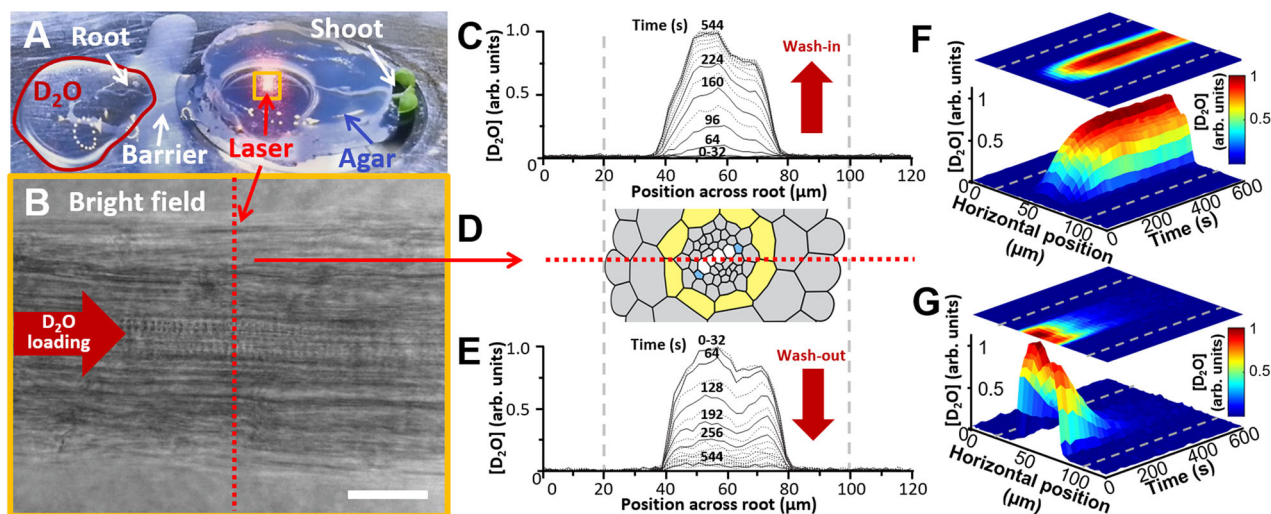 A
Root
Shoot
D₂O
Barrier
Laser
Agar
B
Bright field
D₂O
loading
C
Time (s)
544
224
160
96
64
0-32
Wash-in
[D₂O] (arb. units)
1.0
0.5
0
0 20 40 60 80 100 120
Position across root (µm)
D
E
Time (s)
0-32
64
128
192
256
544
Wash-out
[D₂O] (arb. units)
1.0
0.5
0
0 20 40 60 80 100 120
Position across root (µm)
F
[D₂O] (arb. units)
1
0.5
0
0 50 100
Horizontal position
(µm)
0 200 400 600
Time (s)
[D₂O]
(arb. units)
1
0.5
G
[D₂O] (arb. units)
1
0.5
0
0 50 100
Horizontal position
(µm)
0 200 400 600
Time (s)
[D₂O]
(arb. units)
1
0.5